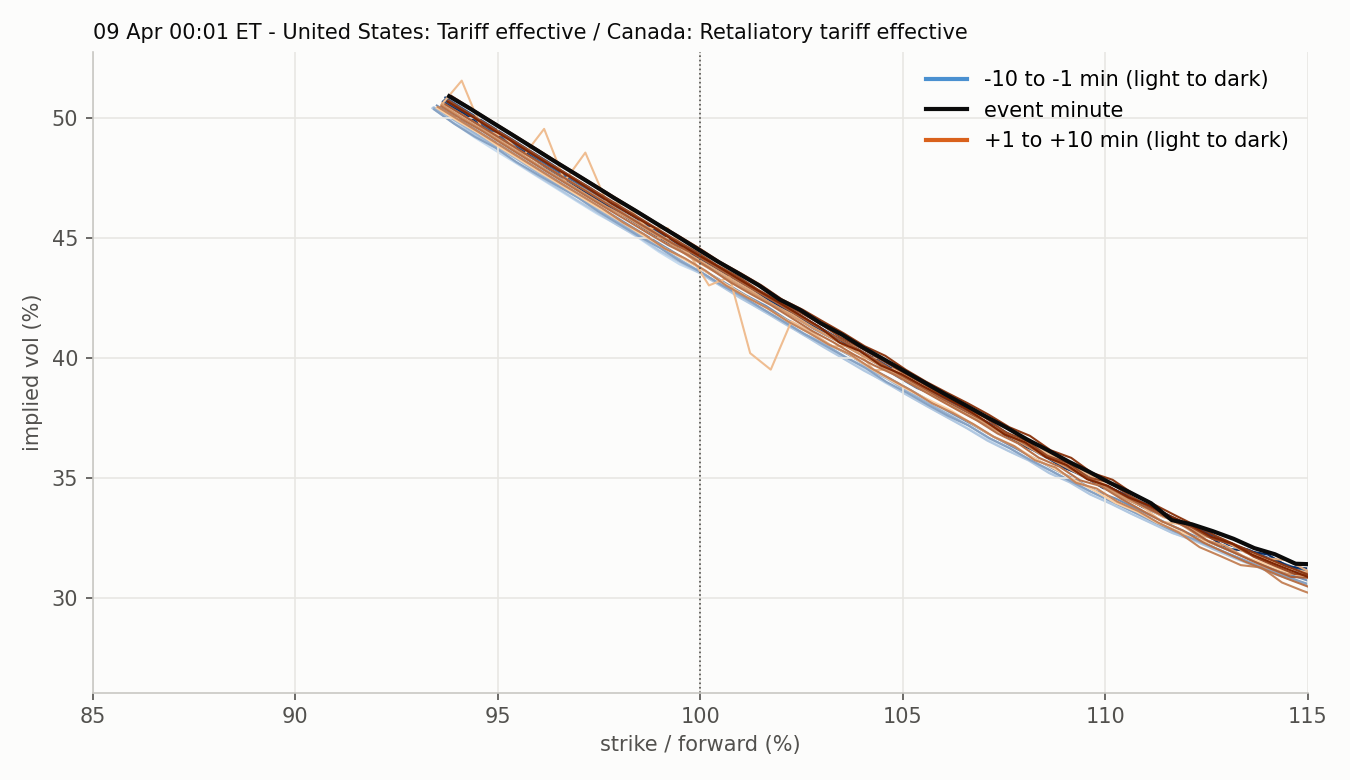 09 Apr 00:01 ET - United States: Tariff effective / Canada: Retaliatory tariff effective
-10 to -1 min (light to dark)
event minute
+1 to +10 min (light to dark)
implied vol (%)
50
45
40
35
30
85 90 95 100 105 110 115
strike / forward (%)